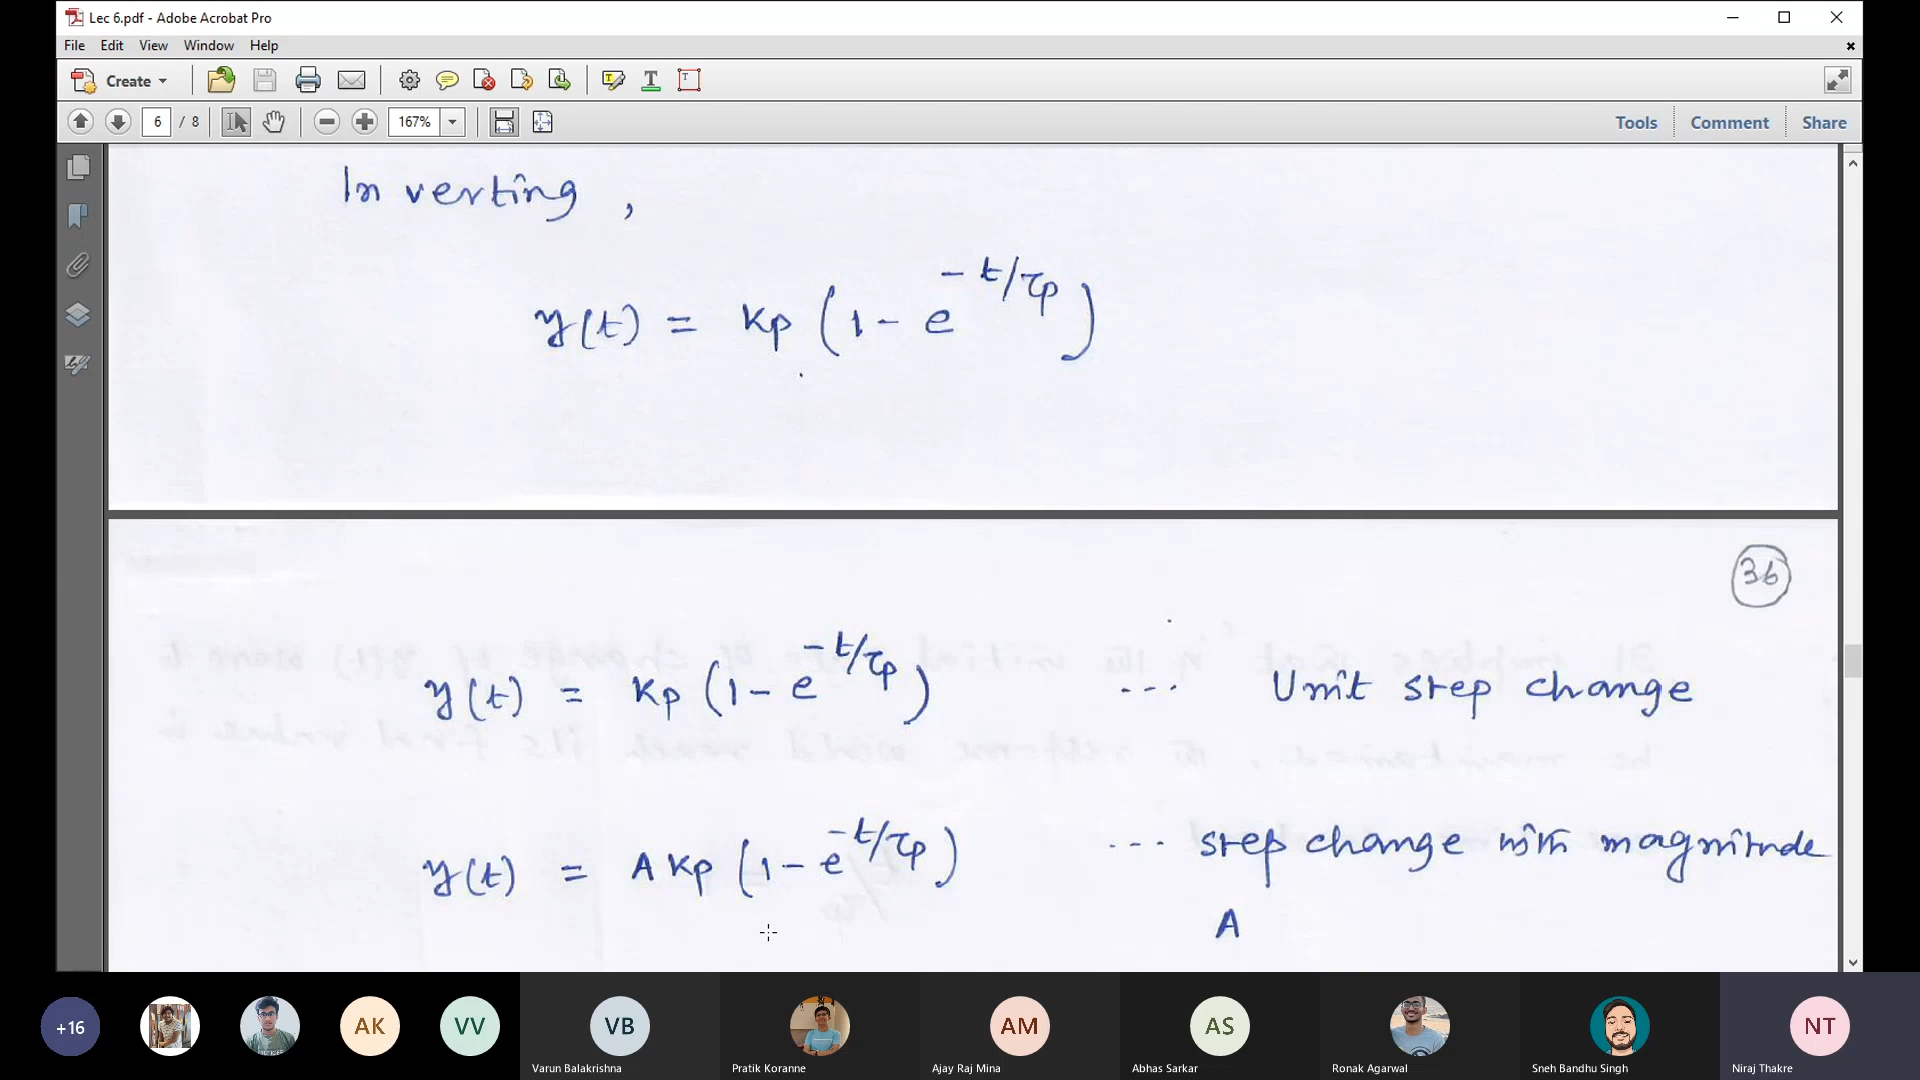 Lec 6.pdf - Adobe Acrobat Pro
File Edit View Window Help
Create
6 / 8 167% Tools Comment Share
In verting ,
y(t) = Kp (1 - e^{-t/τp})
36
y(t) = Kp (1 - e^{-t/τp}) --- Unit step change
y(t) = A Kp (1 - e^{-t/τp}) --- step change with magnitude
A
+16 AK VV VB AM AS NT
Varun Balakrishna Pratik Koranne Ajay Raj Mina Abhas Sarkar Ronak Agarwal Sneh Bandhu Singh Niraj Thakre